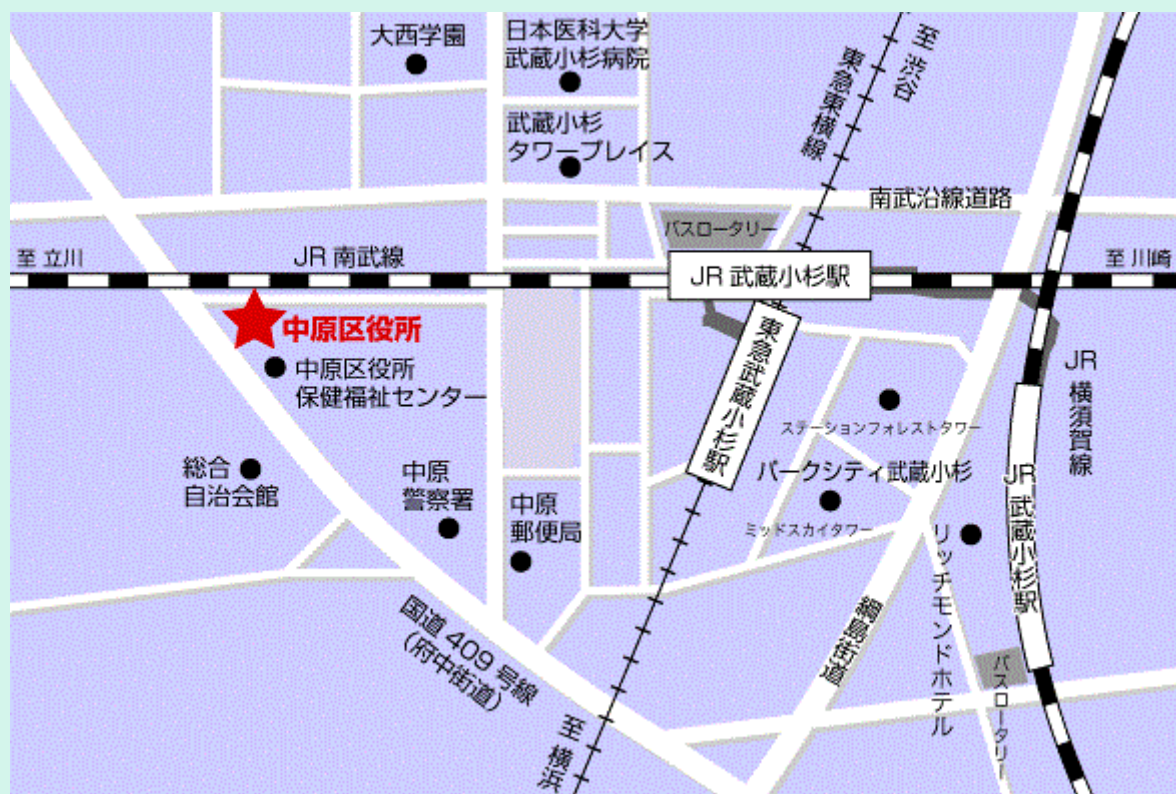 大西学園
日本医科大学
武蔵小杉病院
至 渋谷
東急東横線
武蔵小杉
タワープレイス
南武沿線道路
バスロータリー
至 立川
JR 南武線
JR 武蔵小杉駅
至 川崎
中原区役所
東急武蔵小杉駅
中原区役所
保健福祉センター
JR 横須賀線
ステーションフォレストタワー
総合
自治会館
中原
警察署
パークシティ武蔵小杉
JR 武蔵小杉駅
中原
郵便局
ミッドスカイタワー
リッチモンドホテル
国道 409 号線
(府中街道)
綱島街道
バスロータリー
至 横浜